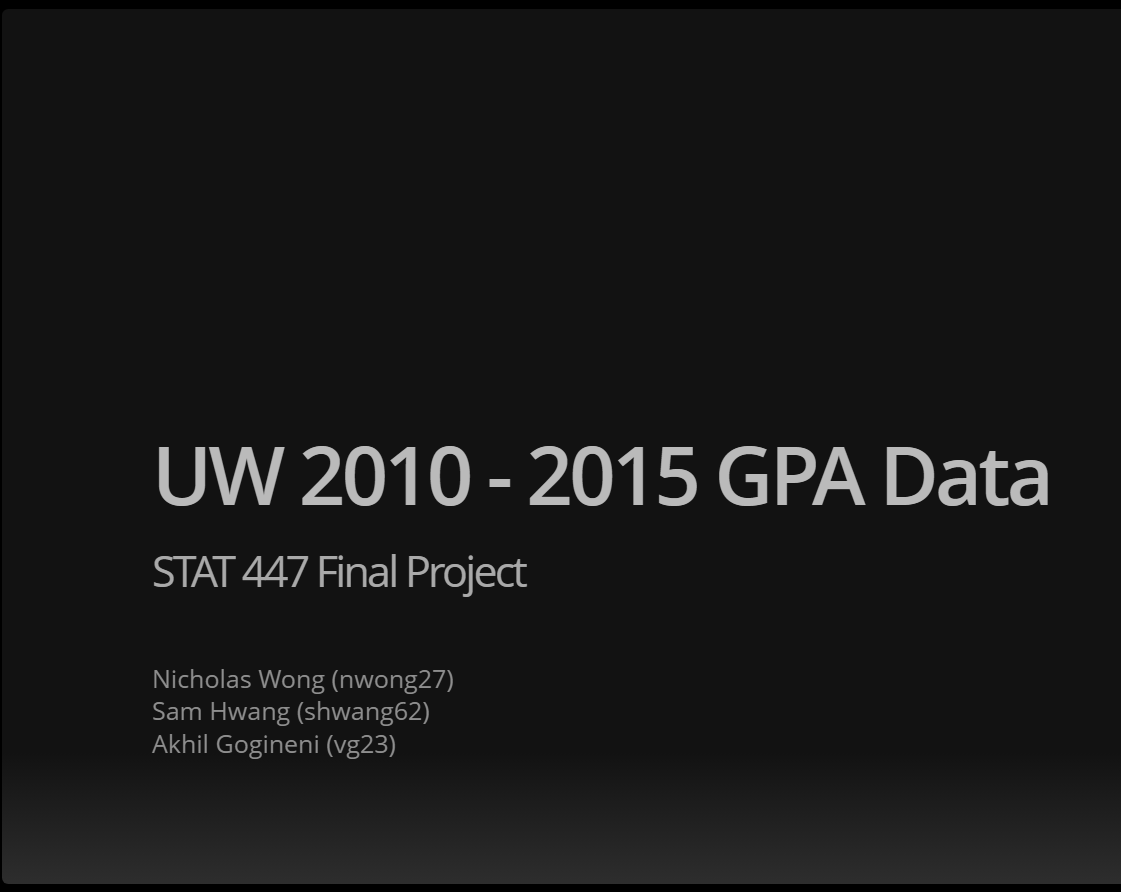 UW 2010 - 2015 GPA Data
STAT 447 Final Project
Nicholas Wong (nwong27)
Sam Hwang (shwang62)
Akhil Gogineni (vg23)